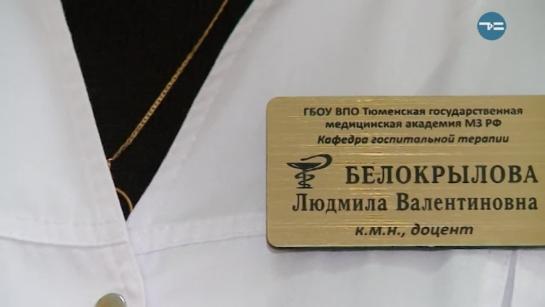 ГБОУ ВПО Тюменская государственная
медицинская академия МЗ РФ
Кафедра госпитальной терапии
БЕЛОКРЫЛОВА
Людмила Валентиновна
к.м.н., доцент